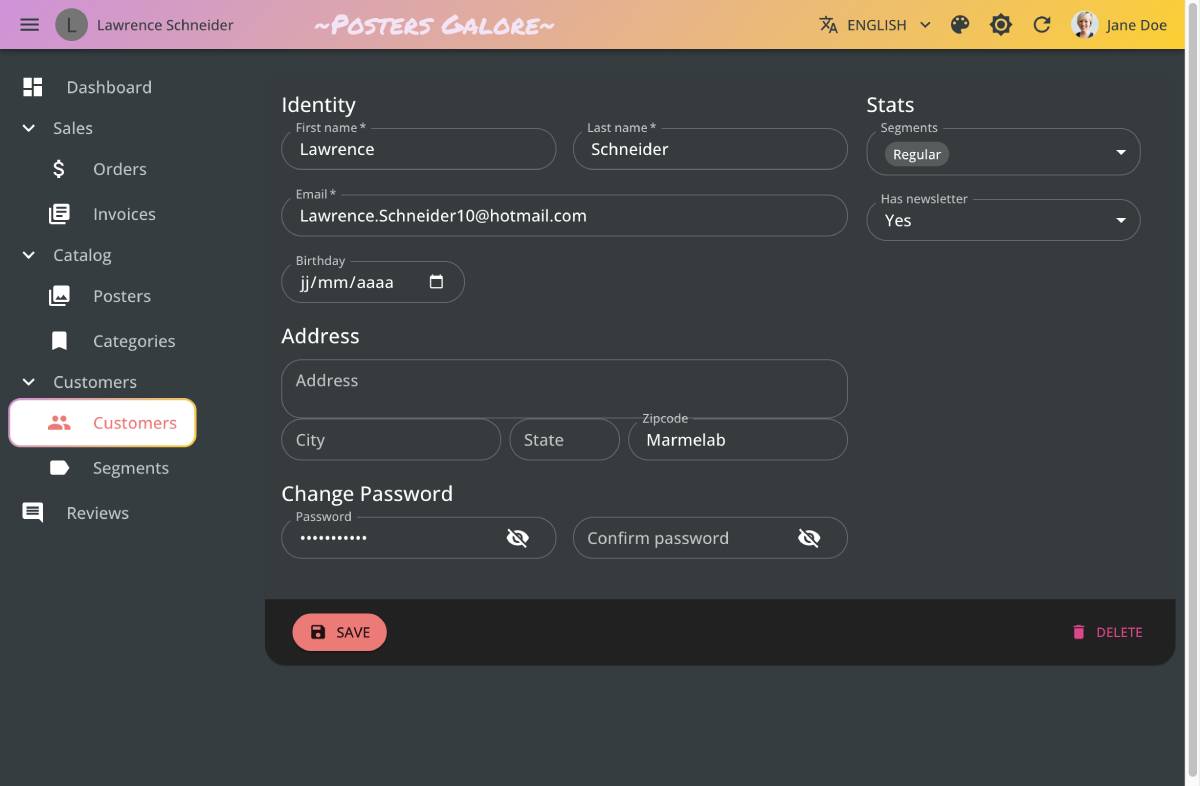 L Lawrence Schneider ~Posters Galore~ ENGLISH Jane Doe
Dashboard
Sales
Orders
Invoices
Catalog
Posters
Categories
Customers
Customers
Segments
Reviews
Identity
First name * Last name *
Lawrence Schneider
Email *
Lawrence.Schneider10@hotmail.com
Birthday
jj/mm/aaaa
Address
Address
Zipcode
City State Marmelab
Change Password
Password
••••••••••• Confirm password
Stats
Segments
Regular
Has newsletter
Yes
SAVE DELETE